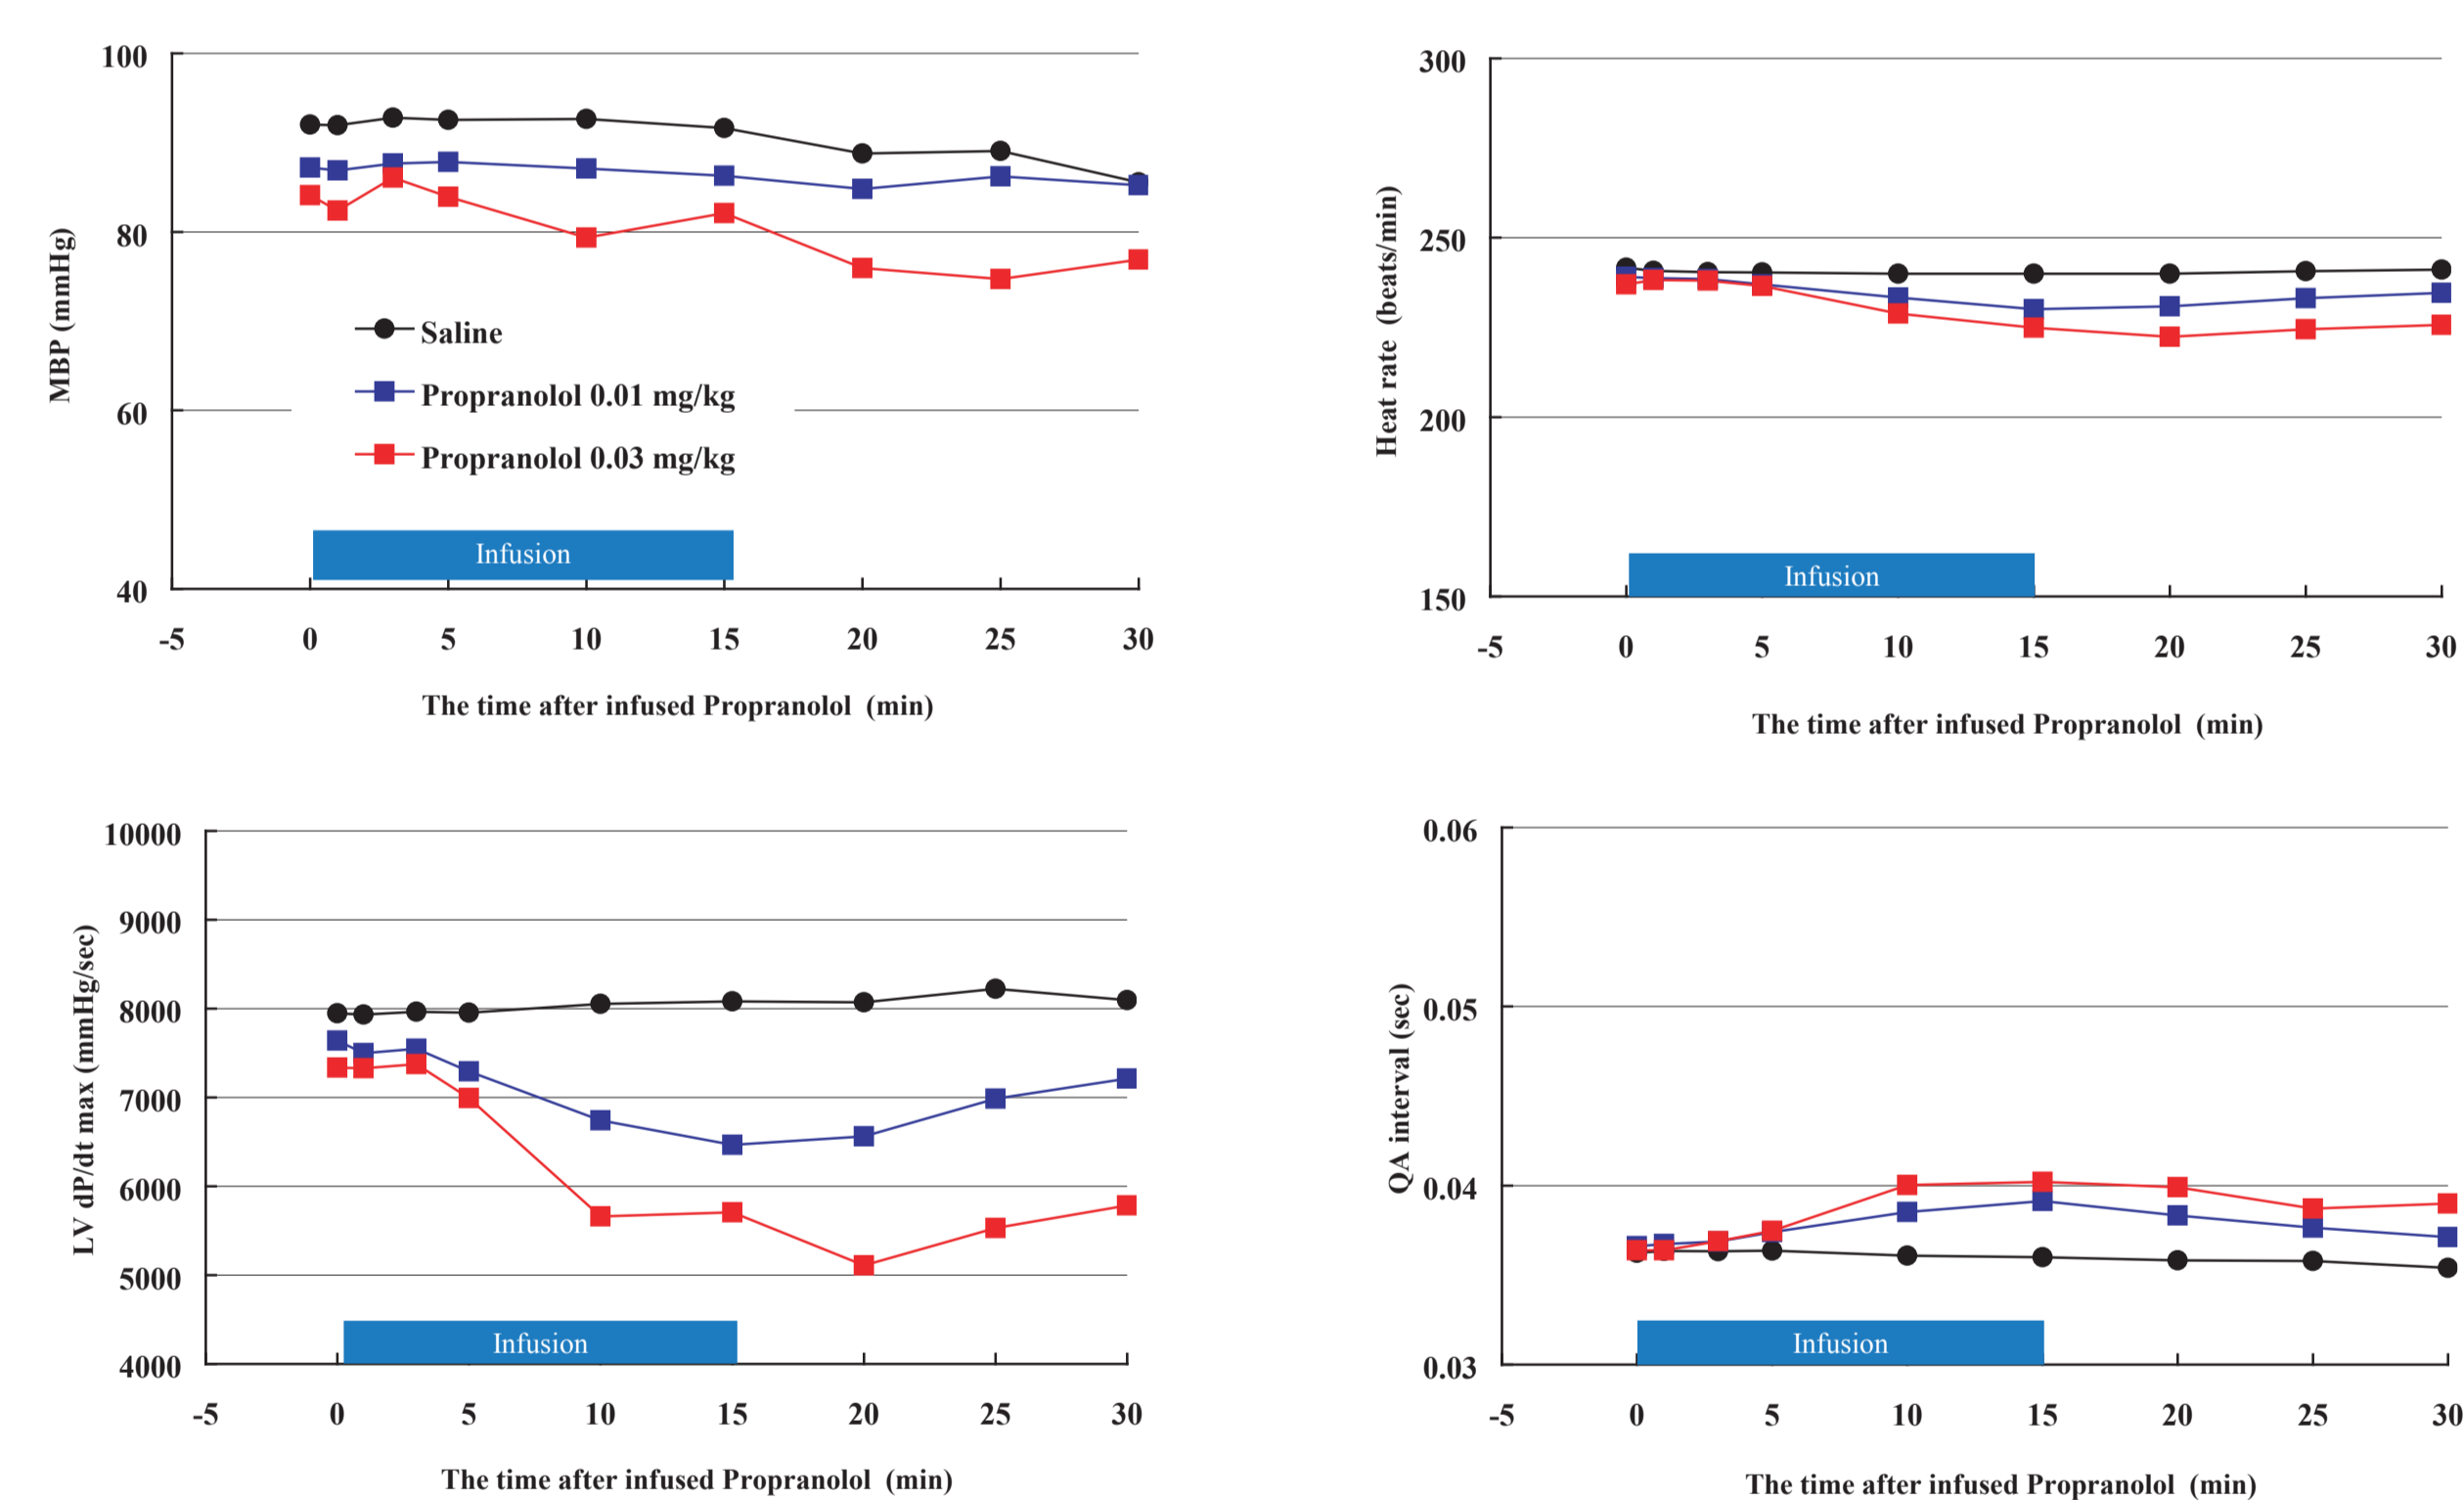 100
80
60
40
MBP (mmHg)
Saline
Propranolol 0.01 mg/kg
Propranolol 0.03 mg/kg
Infusion
-5 0 5 10 15 20 25 30
The time after infused Propranolol (min)
300
250
200
150
Heat rate (beats/min)
Infusion
-5 0 5 10 15 20 25 30
The time after infused Propranolol (min)
10000
9000
8000
7000
6000
5000
4000
LV dP/dt max (mmHg/sec)
Infusion
-5 0 5 10 15 20 25 30
The time after infused Propranolol (min)
0.06
0.05
0.04
0.03
QA interval (sec)
Infusion
-5 0 5 10 15 20 25 30
The time after infused Propranolol (min)